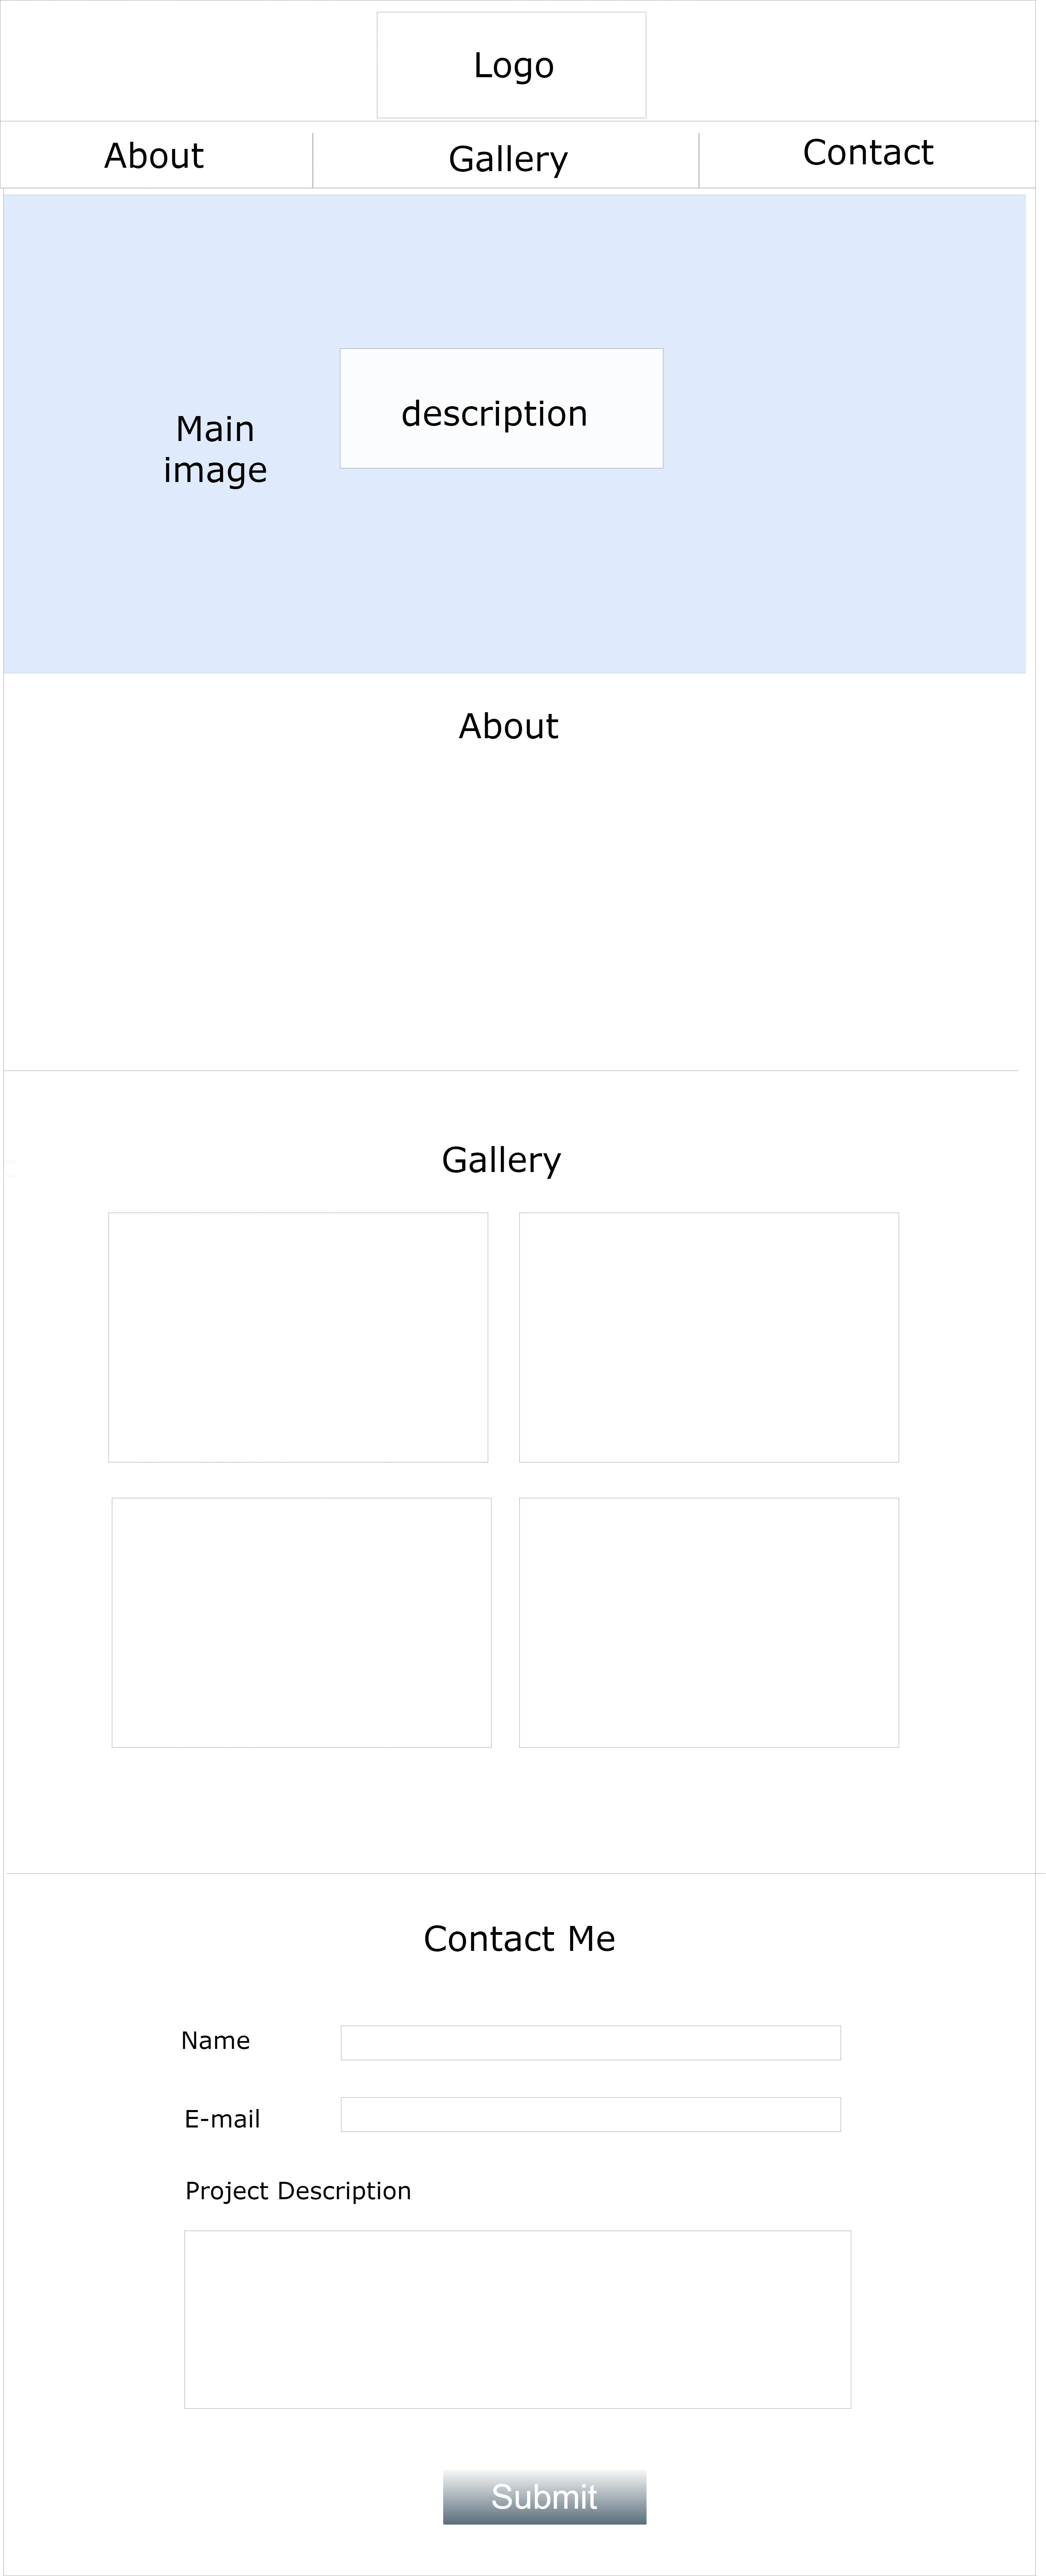 Logo
About
Gallery
Contact
Main
image
description
About
Gallery
Contact Me
Name
E-mail
Project Description
Submit